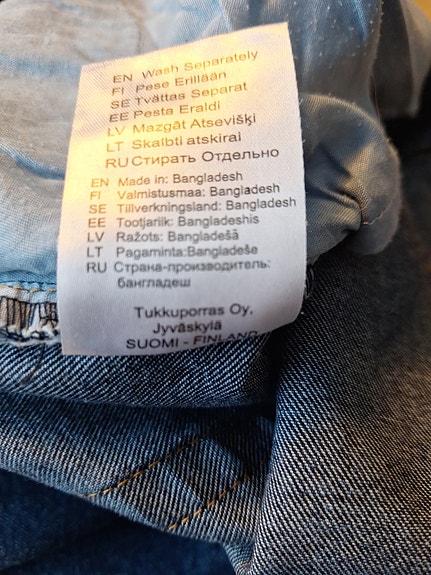 EN Wash Separately
FI Pese Erillään
SE Tvättas Separat
EE Pesta Eraldi
LV Mazgāt Atsevišķi
LT Skalbti atskirai
RU Стирать Отдельно
EN Made in: Bangladesh
FI Valmistusmaa: Bangladesh
SE Tillverkningsland: Bangladesh
EE Tootjariik: Bangladeshis
LV Ražots: Bangladešā
LT Pagaminta: Bangladeše
RU Страна-производитель:
бангладеш
Tukkuporras Oy,
Jyväskylä
SUOMI - FINLAND